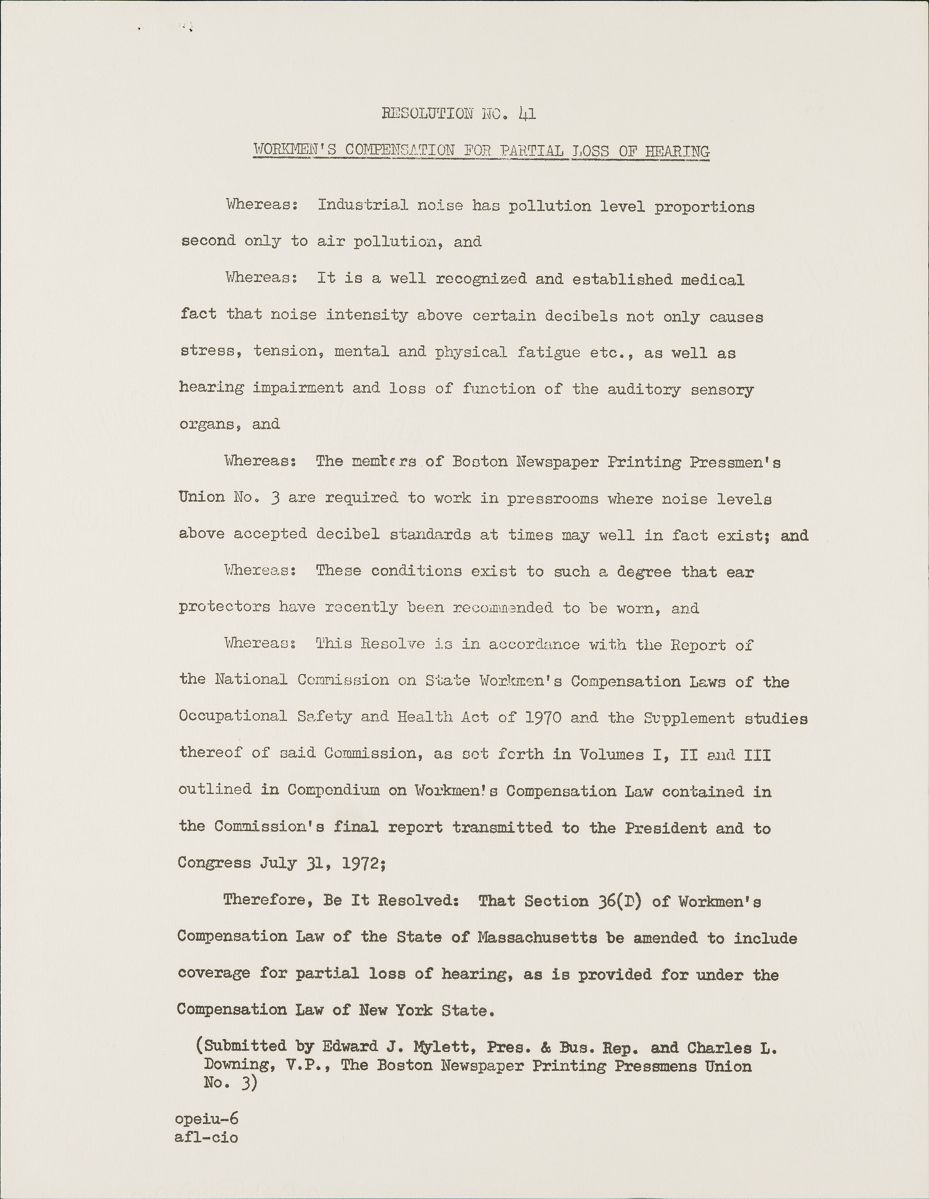 RESOLUTION NO. 41
WORKMEN'S COMPENSATION FOR PARTIAL LOSS OF HEARING
Whereas: Industrial noise has pollution level proportions
second only to air pollution, and
Whereas: It is a well recognized and established medical
fact that noise intensity above certain decibels not only causes
stress, tension, mental and physical fatigue etc., as well as
hearing impairment and loss of function of the auditory sensory
organs, and
Whereas: The members of Boston Newspaper Printing Pressmen's
Union No. 3 are required to work in pressrooms where noise levels
above accepted decibel standards at times may well in fact exist; and
Whereas: These conditions exist to such a degree that ear
protectors have recently been recommended to be worn, and
Whereas: This Resolve is in accordance with the Report of
the National Commission on State Workmen's Compensation Laws of the
Occupational Safety and Health Act of 1970 and the Supplement studies
thereof of said Commission, as set forth in Volumes I, II and III
outlined in Compendium on Workmen's Compensation Law contained in
the Commission's final report transmitted to the President and to
Congress July 31, 1972;
Therefore, Be It Resolved: That Section 36(D) of Workmen's
Compensation Law of the State of Massachusetts be amended to include
coverage for partial loss of hearing, as is provided for under the
Compensation Law of New York State.
(Submitted by Edward J. Mylett, Pres. & Bus. Rep. and Charles L.
Downing, V.P., The Boston Newspaper Printing Pressmens Union
No. 3)
opeiu-6
afl-cio